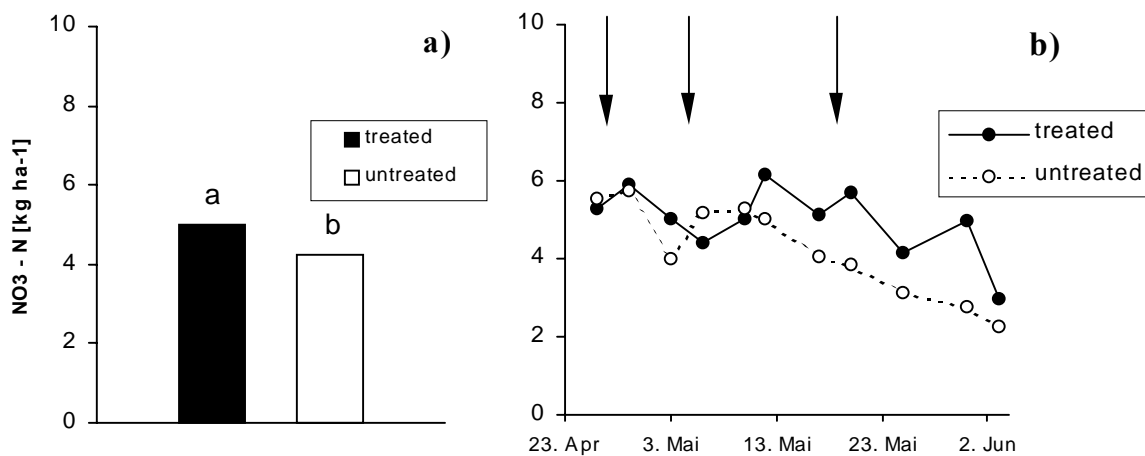 a)
NO3 - N [kg ha-1]
10
8
6
4
2
0
treated
untreated
a
b
b)
10
8
6
4
2
0
treated
untreated
23. Apr 3. Mai 13. Mai 23. Mai 2. Jun